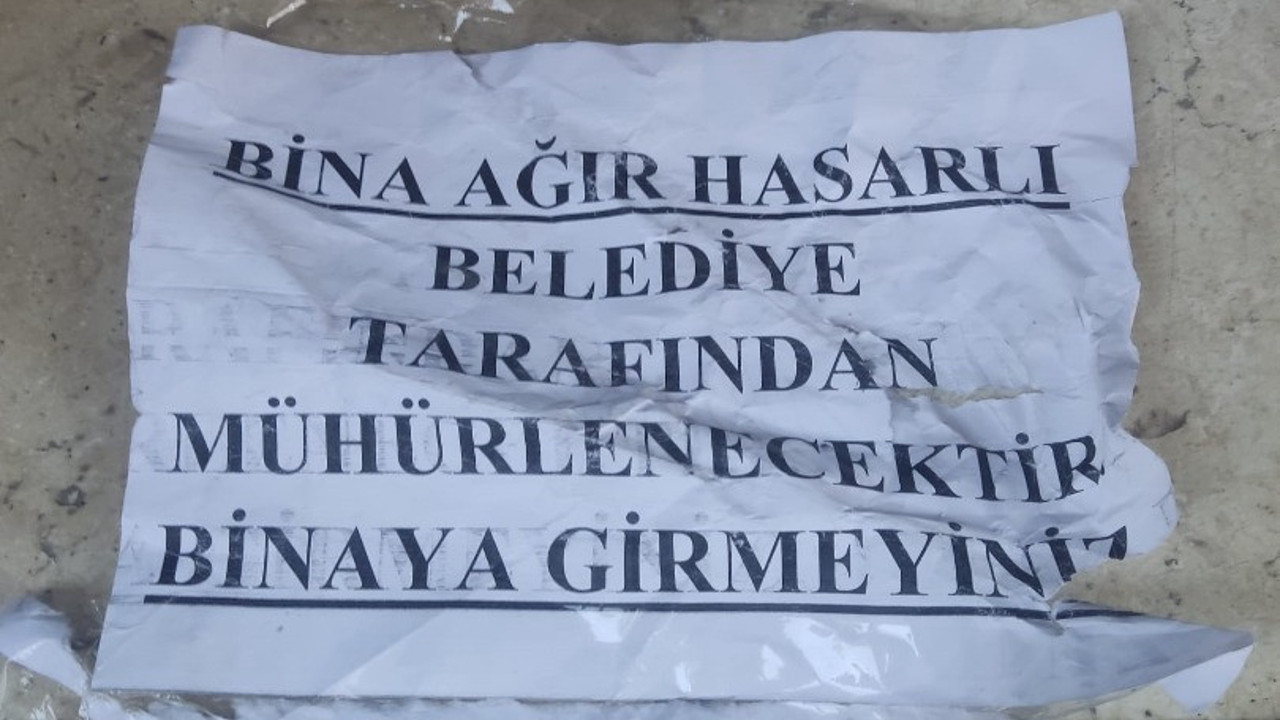 BİNA AĞIR HASARLI
BELEDİYE
TARAFINDAN
MÜHÜRLENECEKTİR
BİNAYA GİRMEYİNİZ